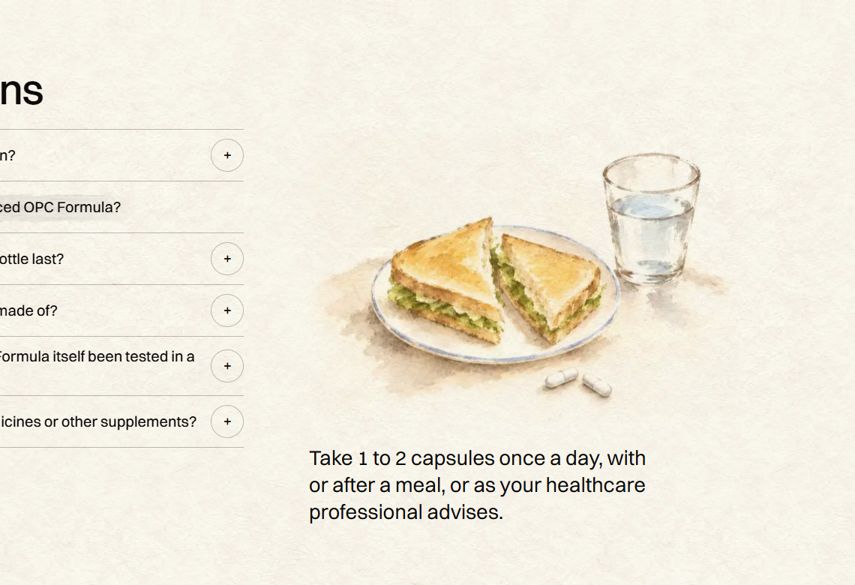 ns
n?
+
ced OPC Formula?
ottle last?
+
made of?
+
Formula itself been tested in a
+
icines or other supplements?
+
Take 1 to 2 capsules once a day, with
or after a meal, or as your healthcare
professional advises.